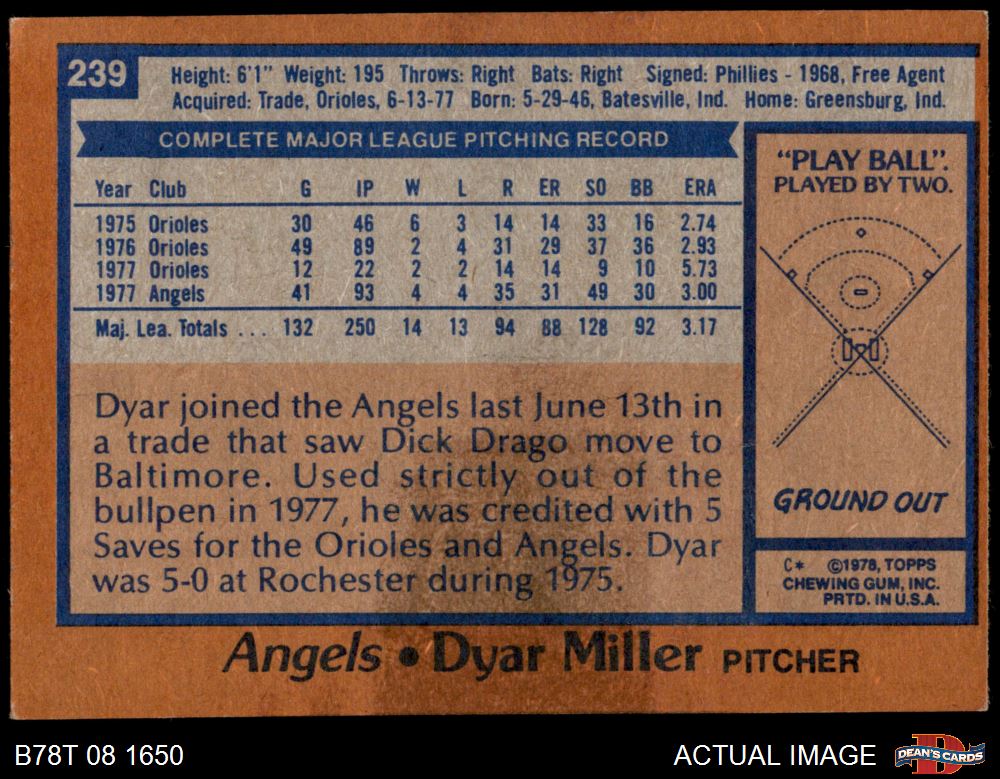 239
Height: 6'1" Weight: 195 Throws: Right Bats: Right Signed: Phillies - 1968, Free Agent
Acquired: Trade, Orioles, 6-13-77 Born: 5-29-46, Batesville, Ind. Home: Greensburg, Ind.
COMPLETE MAJOR LEAGUE PITCHING RECORD
Year Club G IP W L R ER SO BB ERA
1975 Orioles 30 46 6 3 14 14 33 16 2.74
1976 Orioles 49 89 2 4 31 29 37 36 2.93
1977 Orioles 12 22 2 2 14 14 9 10 5.73
1977 Angels 41 93 4 4 35 31 49 30 3.00
Maj. Lea. Totals ... 132 250 14 13 94 88 128 92 3.17
Dyar joined the Angels last June 13th in
a trade that saw Dick Drago move to
Baltimore. Used strictly out of the
bullpen in 1977, he was credited with 5
Saves for the Orioles and Angels. Dyar
was 5-0 at Rochester during 1975.
"PLAY BALL".
PLAYED BY TWO.
GROUND OUT
C* ©1978, TOPPS
CHEWING GUM, INC.
PRTD. IN U.S.A.
Angels • Dyar Miller PITCHER
B78T 08 1650
ACTUAL IMAGE
DEAN'S CARDS